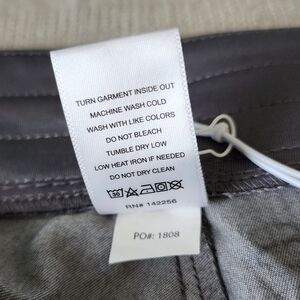 TURN GARMENT INSIDE OUT
MACHINE WASH COLD
WASH WITH LIKE COLORS
DO NOT BLEACH
TUMBLE DRY LOW
LOW HEAT IRON IF NEEDED
DO NOT DRY CLEAN
RN# 142256
PO#: 1808